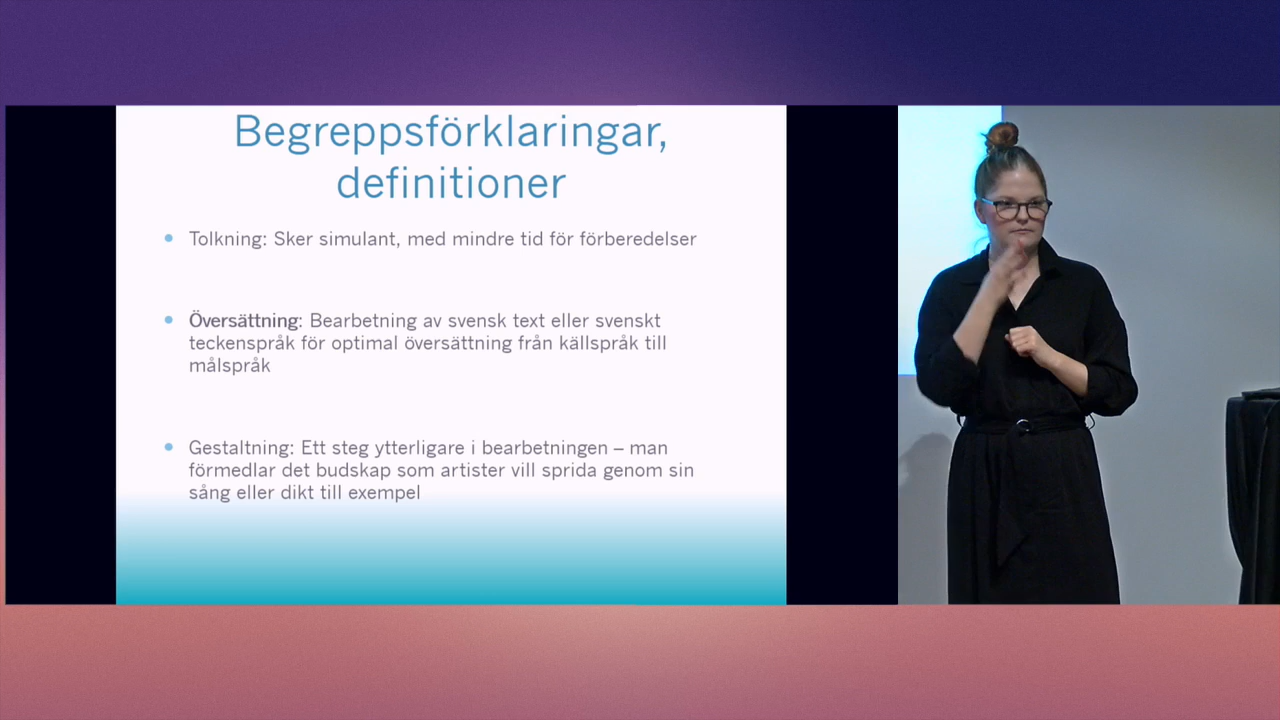 Begreppsförklaringar,
definitioner
• Tolkning: Sker simulant, med mindre tid för förberedelser
• Översättning: Bearbetning av svensk text eller svenskt
teckenspråk för optimal översättning från källspråk till
målspråk
• Gestaltning: Ett steg ytterligare i bearbetningen – man
förmedlar det budskap som artister vill sprida genom sin
sång eller dikt till exempel